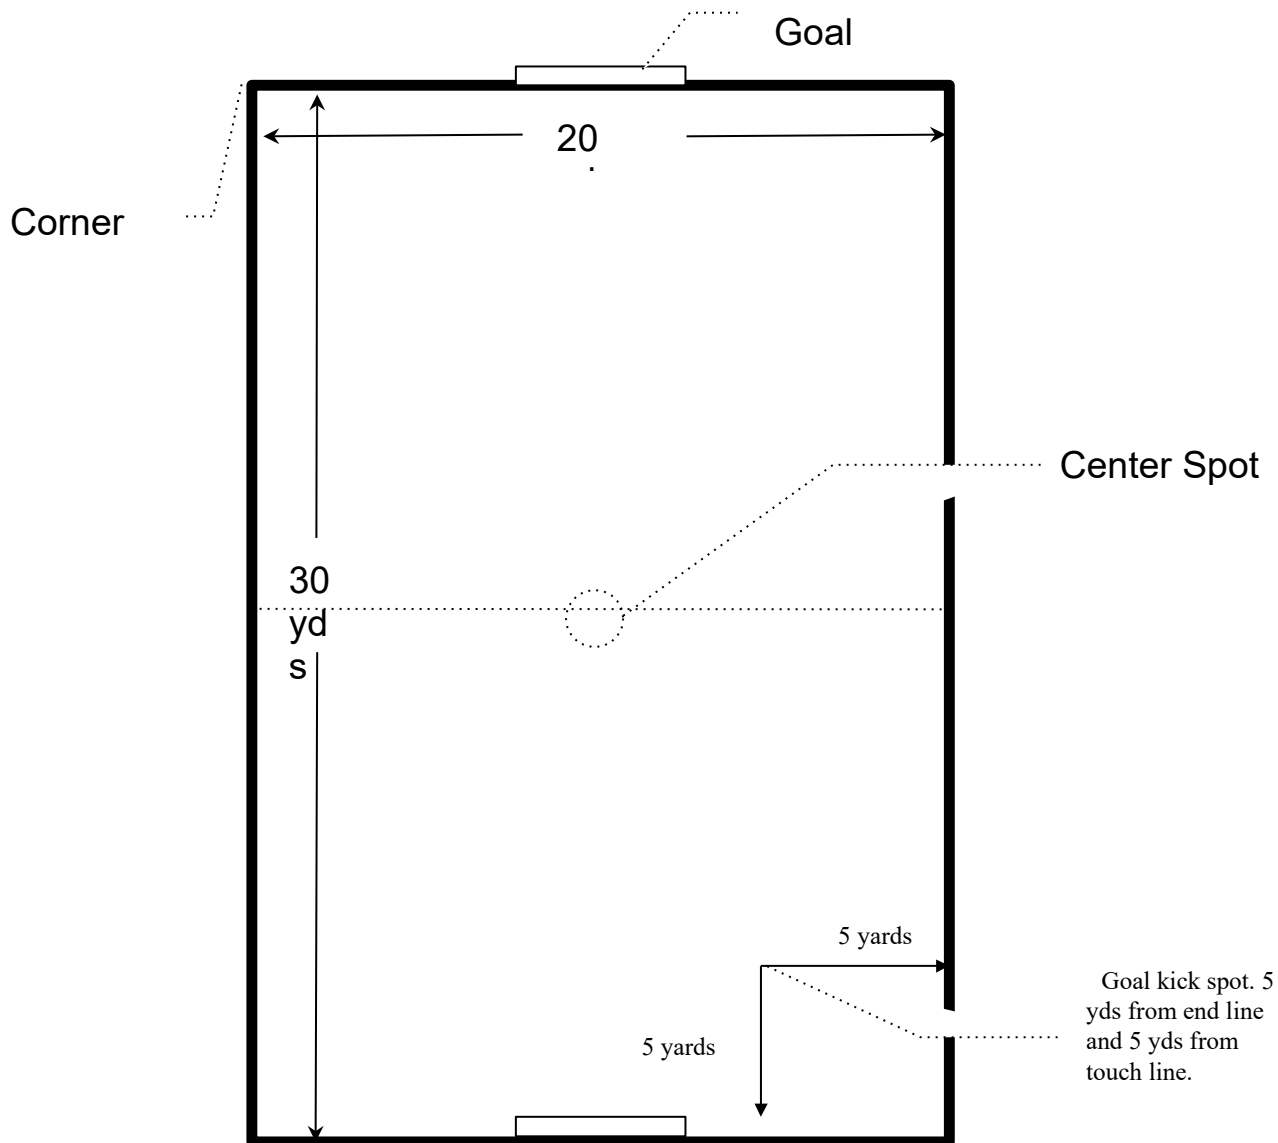 Goal
20
.
Corner
Center Spot
30
yd
s
5 yards
Goal kick spot. 5
yds from end line
and 5 yds from
touch line.
5 yards